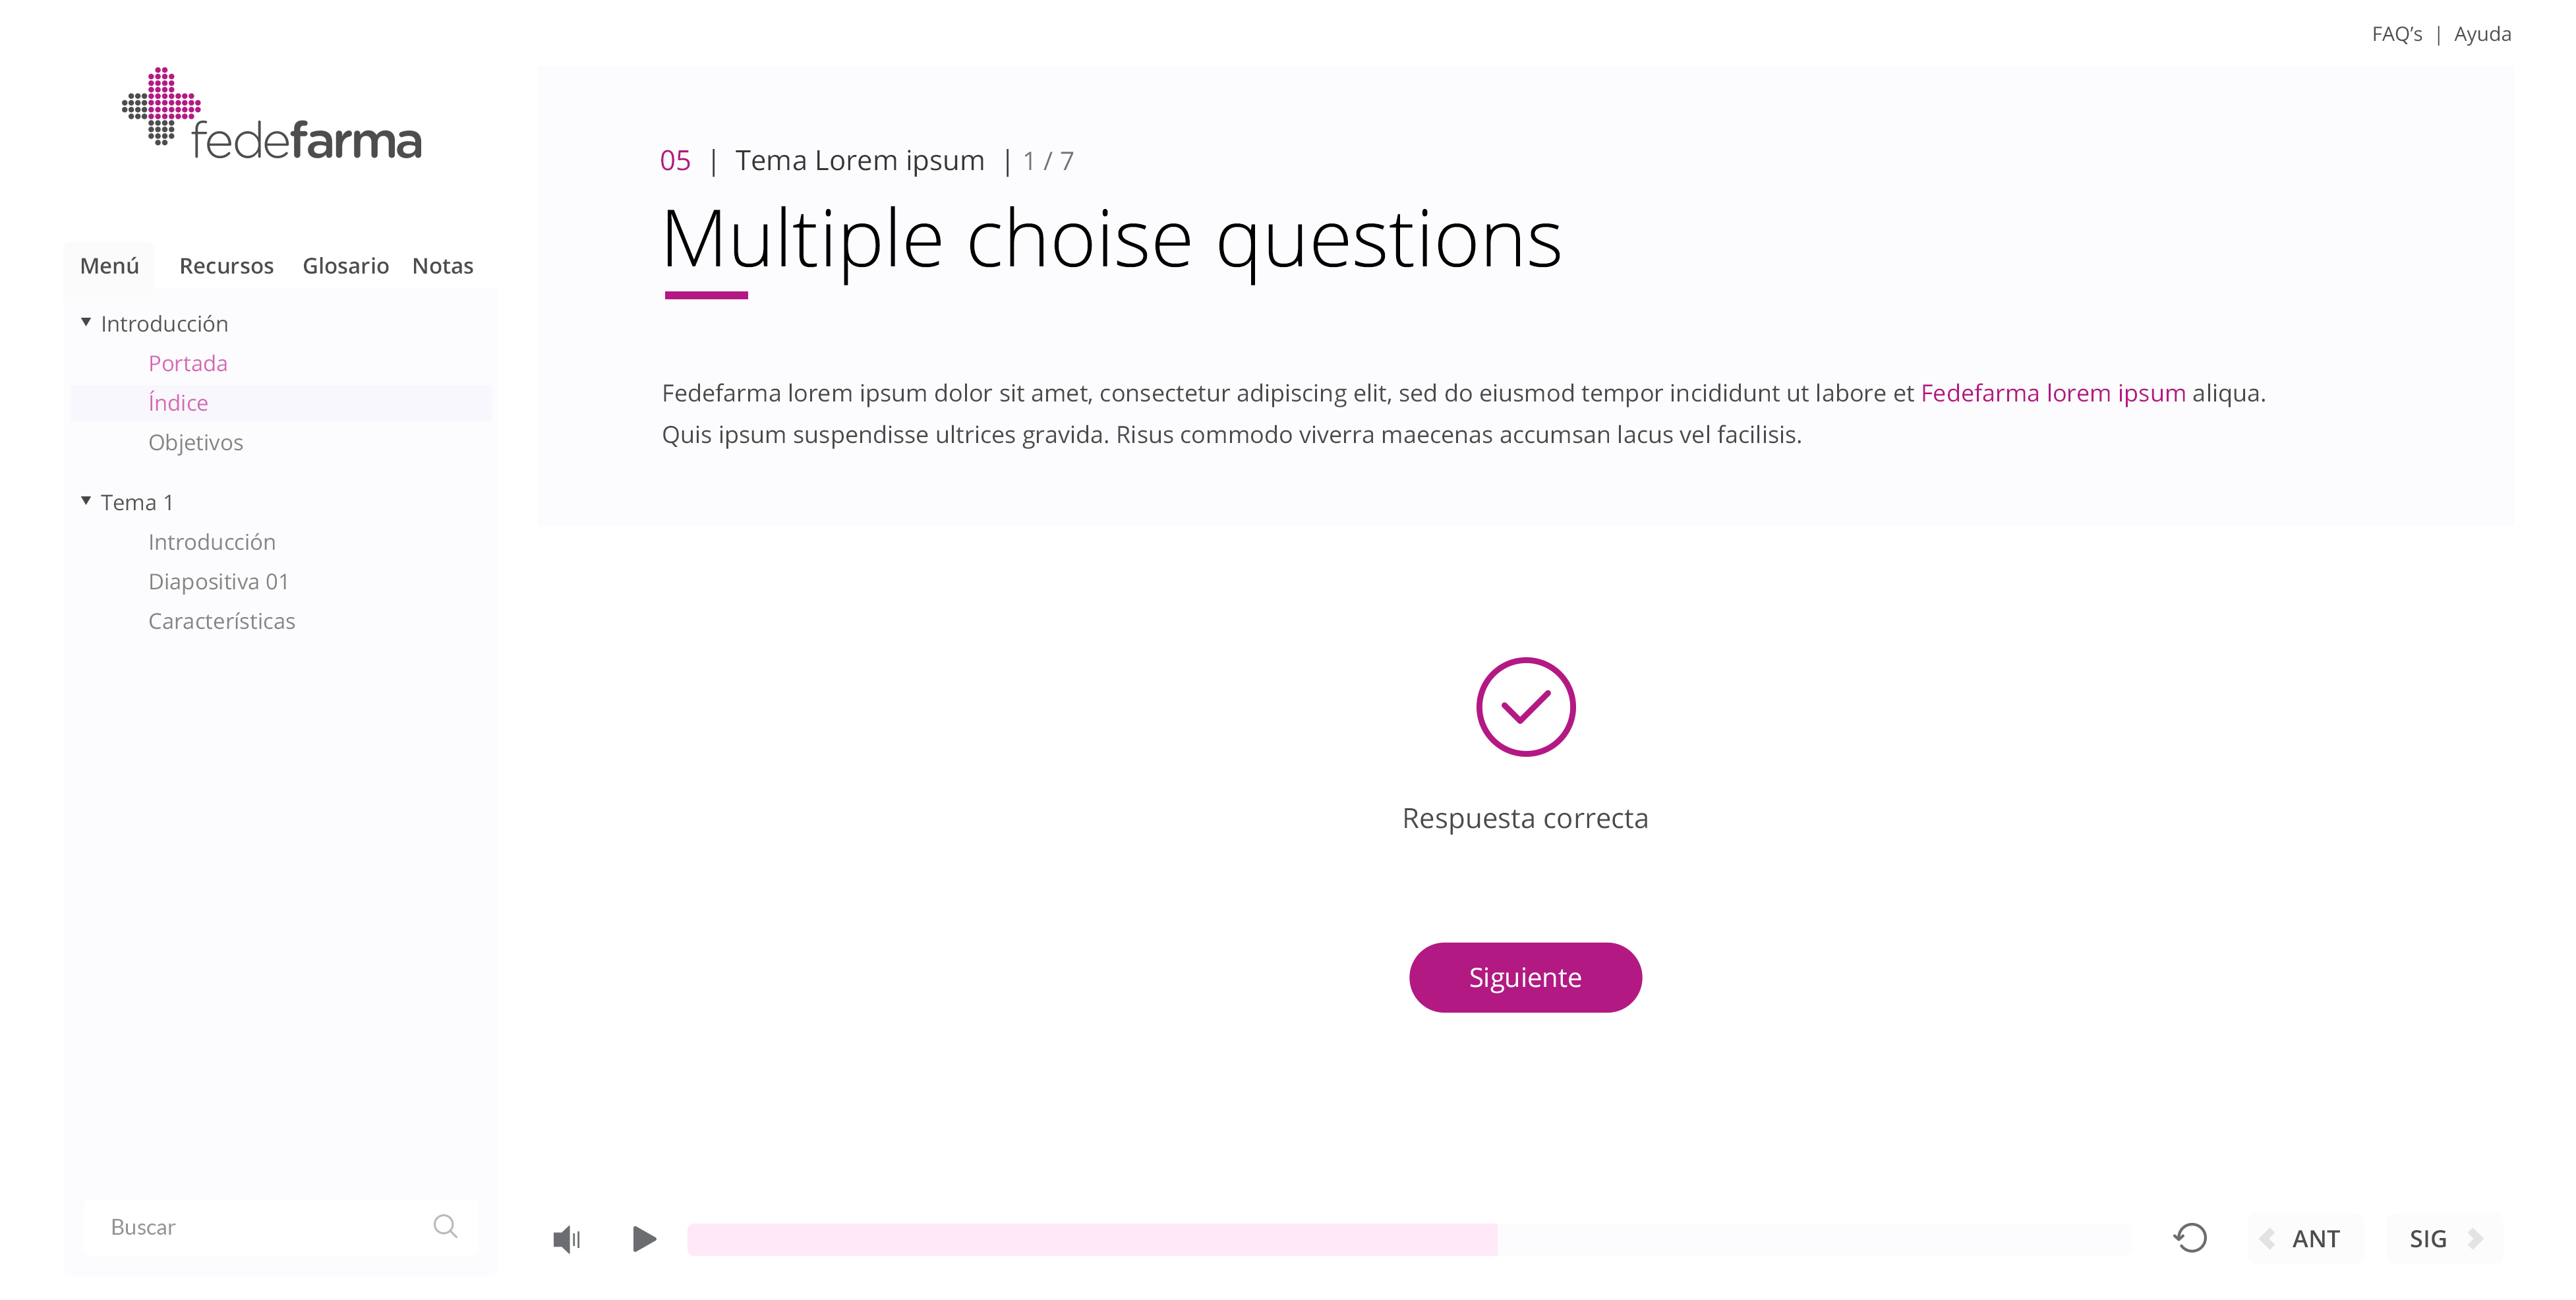 FAQ’s | Ayuda
fedefarma
Menú Recursos Glosario Notas
Introducción
Portada
Índice
Objetivos
Tema 1
Introducción
Diapositiva 01
Características
Buscar
05 | Tema Lorem ipsum | 1 / 7
Multiple choise questions
Fedefarma lorem ipsum dolor sit amet, consectetur adipiscing elit, sed do eiusmod tempor incididunt ut labore et Fedefarma lorem ipsum aliqua.
Quis ipsum suspendisse ultrices gravida. Risus commodo viverra maecenas accumsan lacus vel facilisis.
Respuesta correcta
Siguiente
ANT SIG